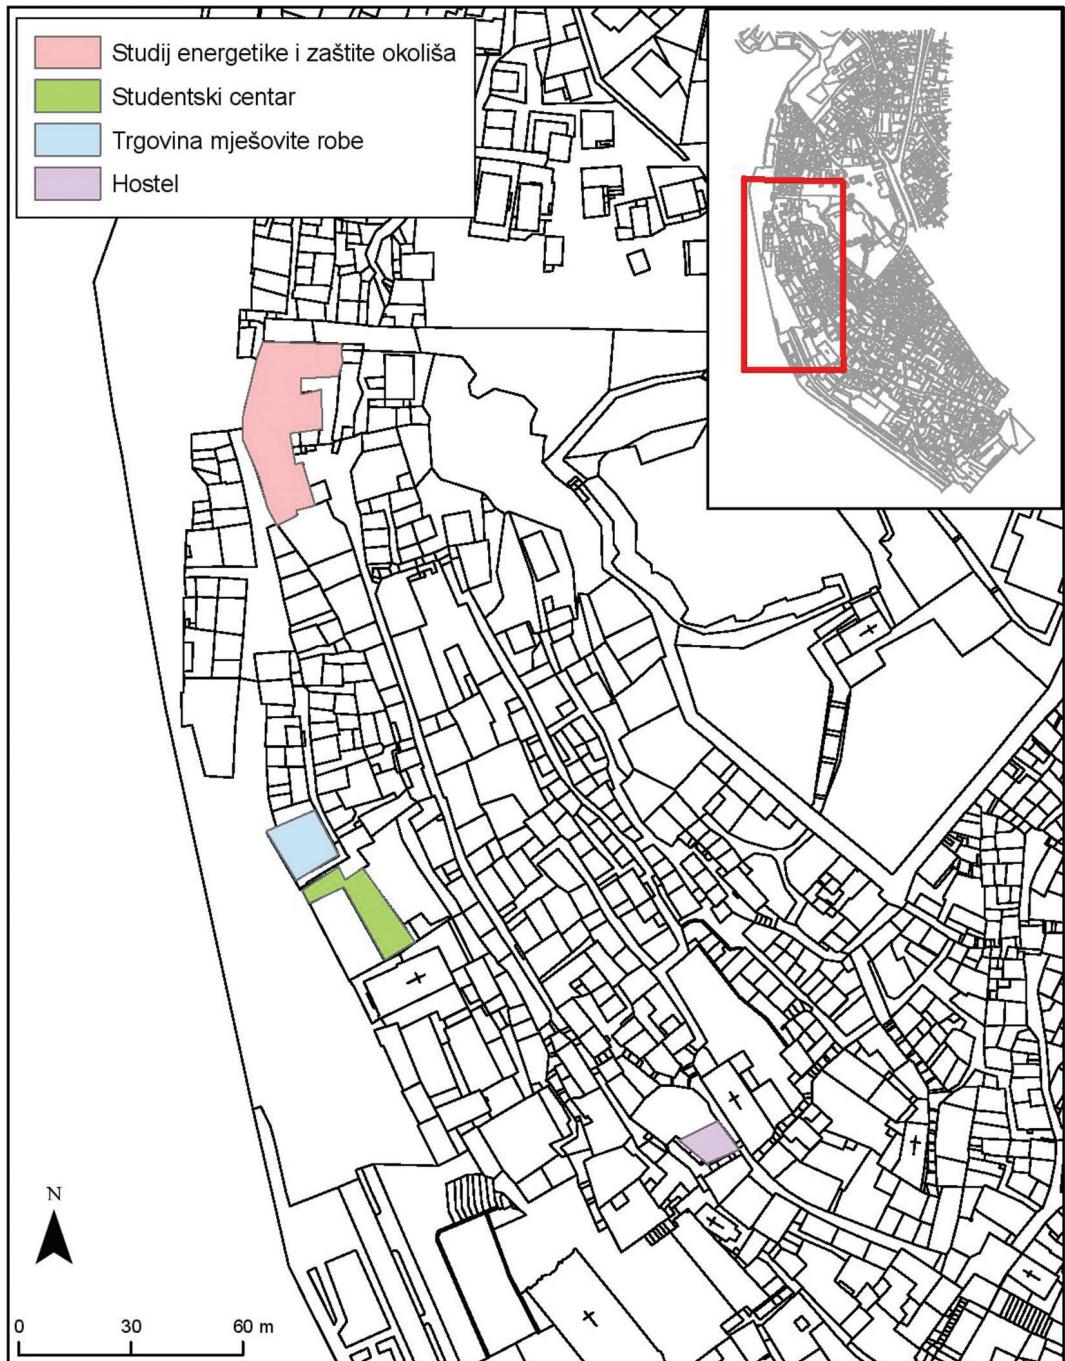 Studij energetike i zaštite okoliša
Studentski centar
Trgovina mješovite robe
Hostel
N
0 30 60 m